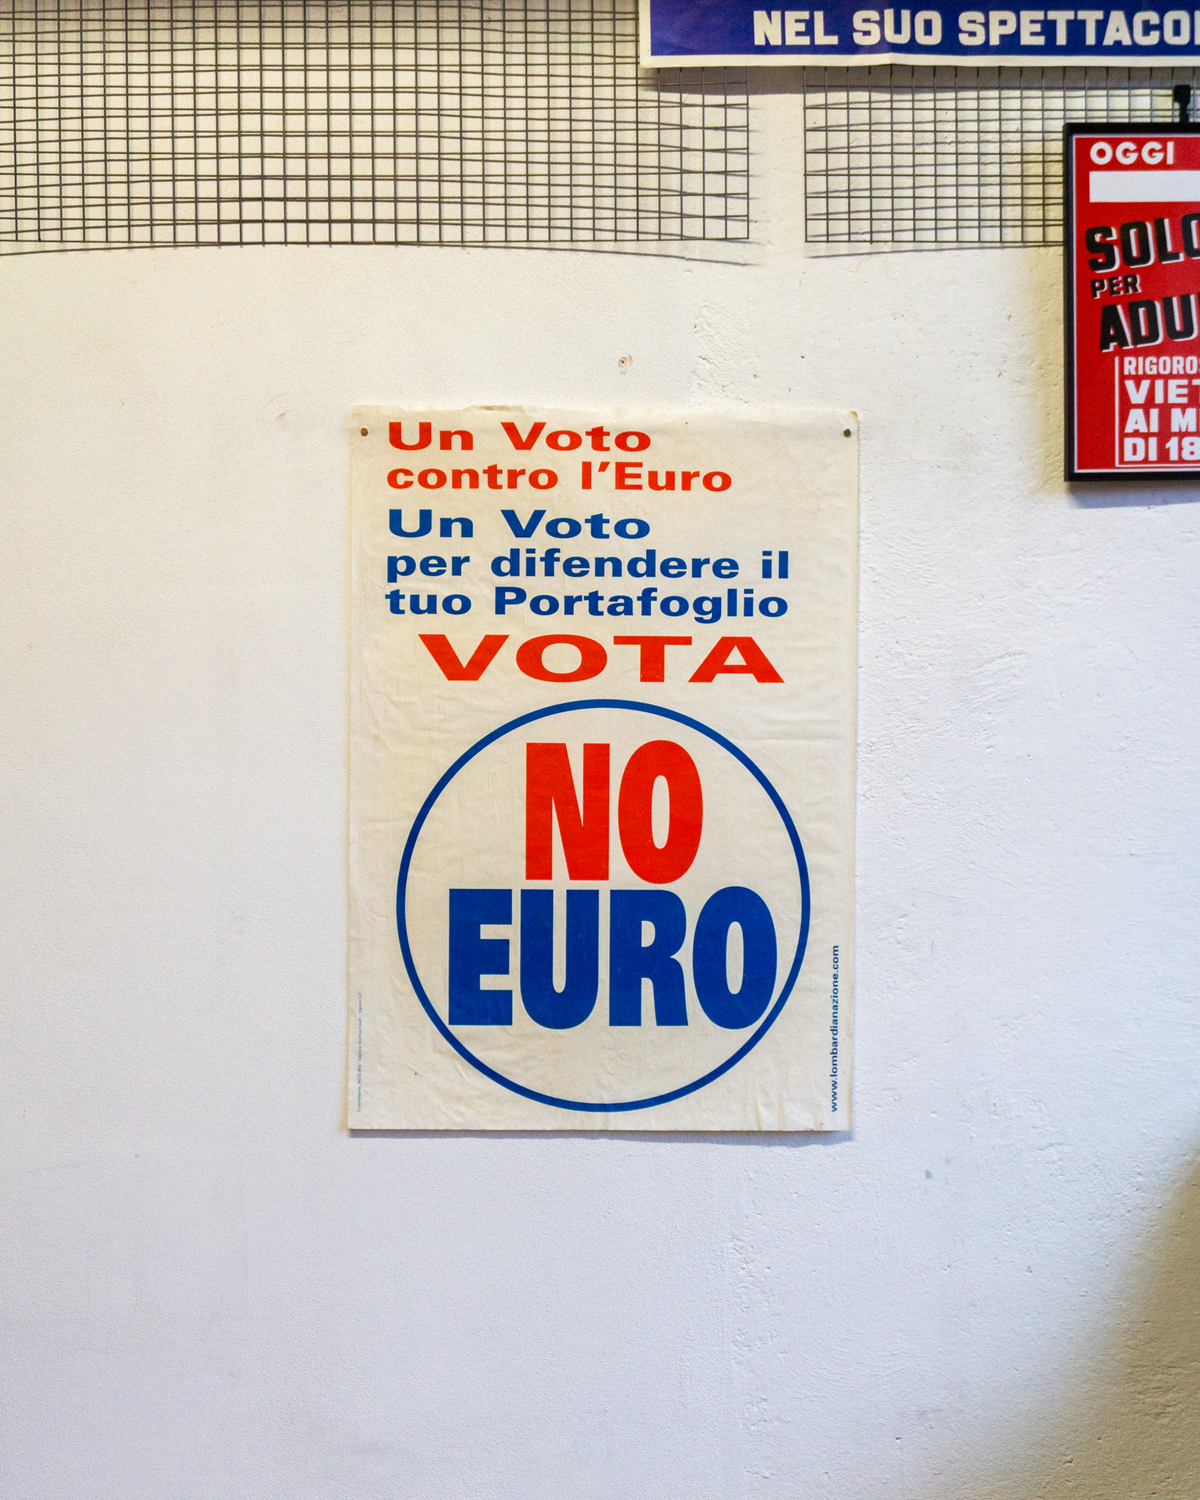 NEL SUO SPETTACO
OGGI
SOLO
PER
ADU
RIGORO
VIET
AI M
DI 18
Un Voto
contro l'Euro
Un Voto
per difendere il
tuo Portafoglio
VOTA
NO
EURO
www.lombardianazione.com